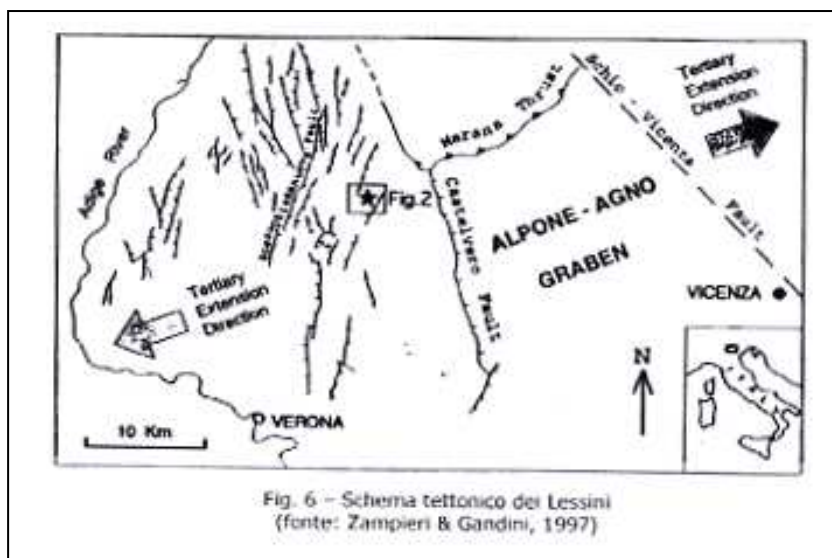 Tertiary
Extension
Direction
Schio - Vicenza
Fault
Marana Thrust
Adige River
Fig.2
Castelvero Fault
ALPONE - AGNO
GRABEN
VICENZA
Tertiary
Extension
Direction
N
VERONA
10 Km
Fig. 6 – Schema tettonico dei Lessini
(fonte: Zampieri & Gandini, 1997)